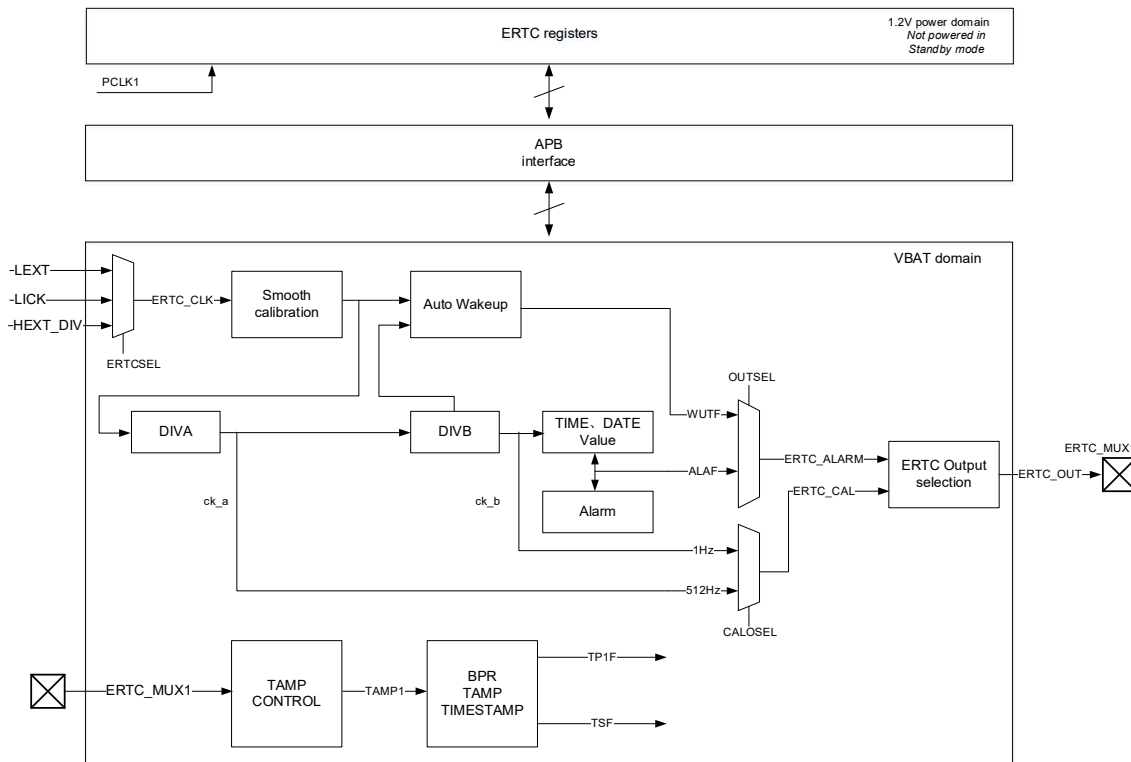 ERTC registers
1.2V power domain
Not powered in
Standby mode
PCLK1
APB
interface
VBAT domain
LEXT
LICK
HEXT_DIV
ERTCSEL
ERTC_CLK
Smooth
calibration
Auto Wakeup
OUTSEL
WUTF
DIVA
DIVB
TIME、DATE
Value
ALAF
Alarm
ERTC_ALARM
ERTC_CAL
ERTC Output
selection
ERTC_MUX1
ERTC_OUT
ck_a
ck_b
1Hz
512Hz
CALOSEL
ERTC_MUX1
TAMP
CONTROL
TAMP1
BPR
TAMP
TIMESTAMP
TP1F
TSF